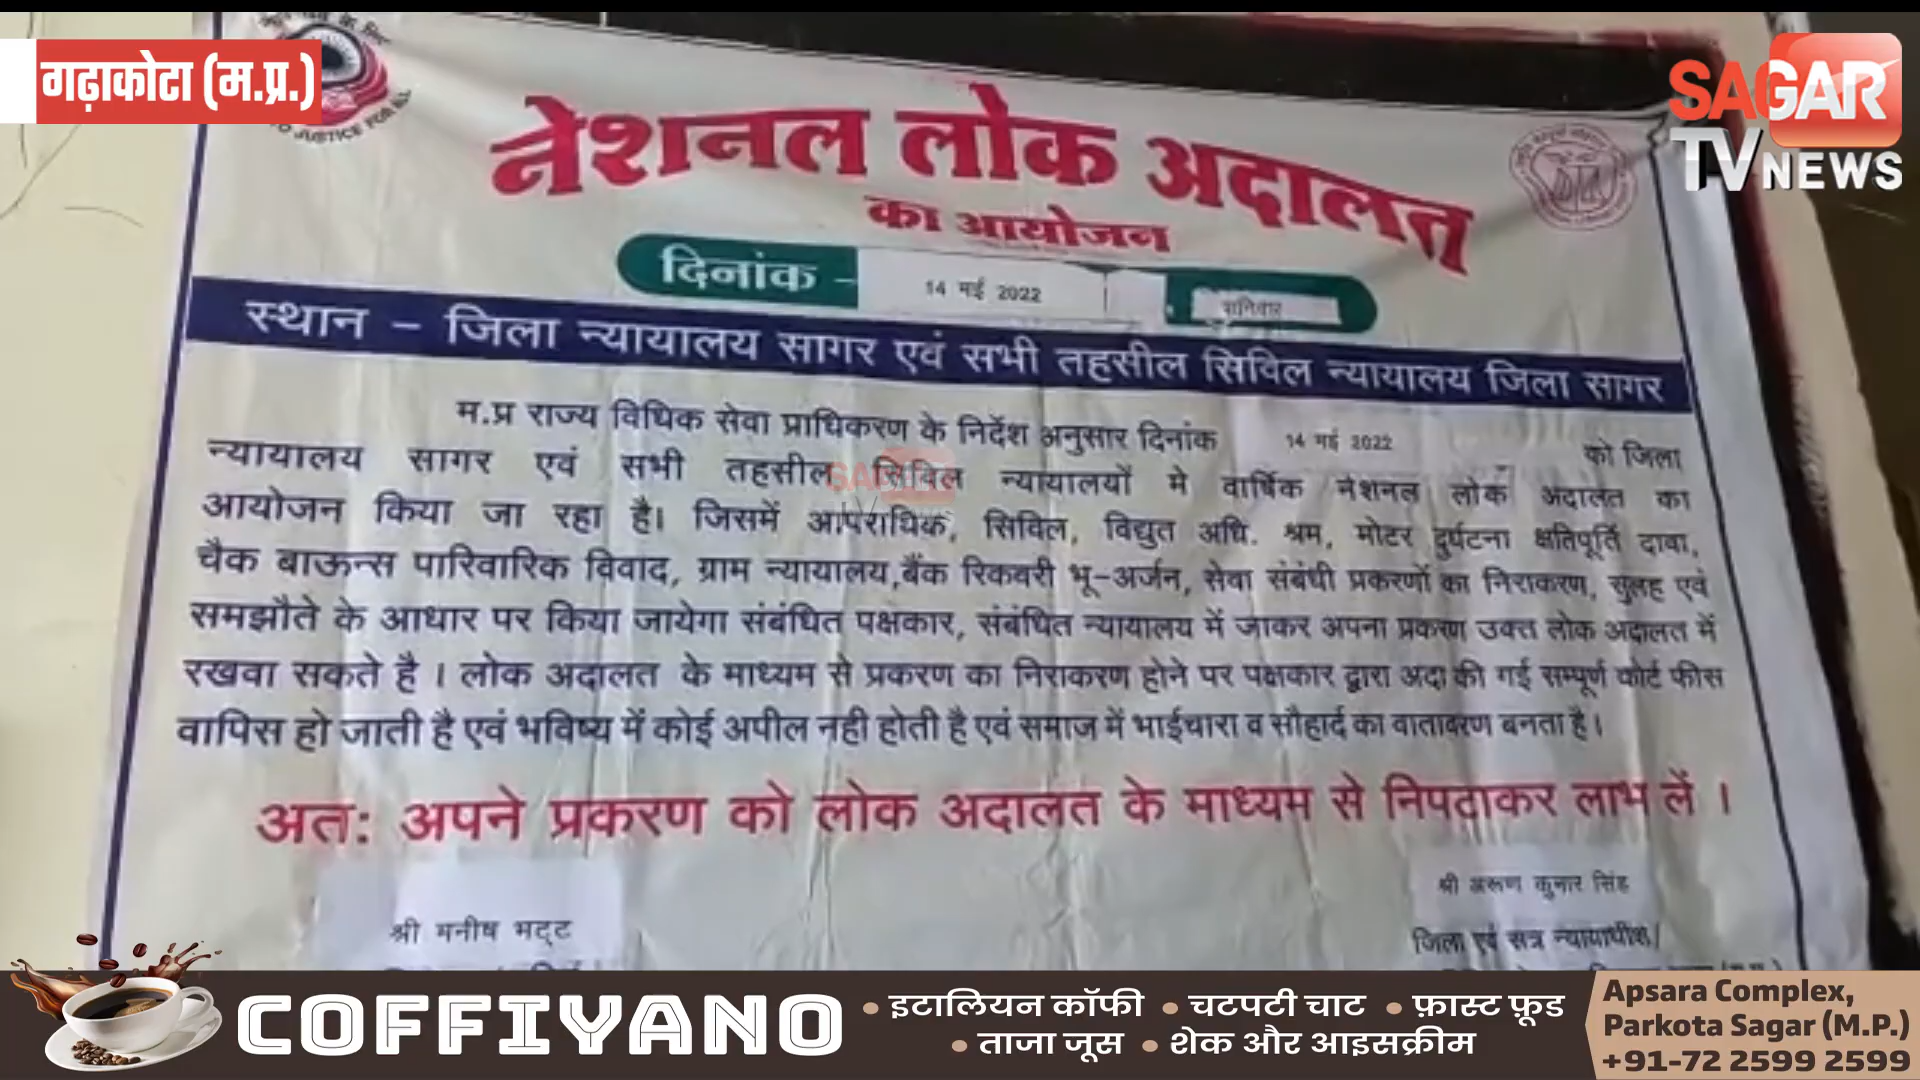 गढ़ाकोटा (म.प्र.)
SAGAR
TV NEWS
TO JUSTICE FOR ALL
नेशनल लोक अदालत
का आयोजन
दिनांक – 14 मई 2022 शनिवार
स्थान – जिला न्यायालय सागर एवं सभी तहसील सिविल न्यायालय जिला सागर
म.प्र राज्य विधिक सेवा प्राधिकरण के निर्देश अनुसार दिनांक 14 मई 2022 को जिला
न्यायालय सागर एवं सभी तहसील सिविल न्यायालयों मे वार्षिक नेशनल लोक अदालत का
आयोजन किया जा रहा है। जिसमें आपराधिक, सिविल, विद्युत अधि. श्रम, मोटर दुर्घटना क्षतिपूर्ति दावा,
चैक बाऊन्स पारिवारिक विवाद, ग्राम न्यायालय,बैंक रिकवरी भू–अर्जन, सेवा संबंधी प्रकरणों का निराकरण, सुलह एवं
समझौते के आधार पर किया जायेगा संबंधित पक्षकार, संबंधित न्यायालय में जाकर अपना प्रकरण उक्त लोक अदालत में
रखवा सकते है । लोक अदालत के माध्यम से प्रकरण का निराकरण होने पर पक्षकार द्वारा अदा की गई सम्पूर्ण कोर्ट फीस
वापिस हो जाती है एवं भविष्य में कोई अपील नही होती है एवं समाज में भाईचारा व सौहार्द का वातावरण बनता है।
अतः अपने प्रकरण को लोक अदालत के माध्यम से निपटाकर लाभ लें ।
श्री मनीष भट्ट
श्री अरूण कुमार सिंह
जिला एवं सत्र न्यायाधीश/
COFFIYANO
• इटालियन कॉफी • चटपटी चाट • फ़ास्ट फ़ूड
• ताजा जूस • शेक और आइसक्रीम
Apsara Complex,
Parkota Sagar (M.P.)
+91-72 2599 2599